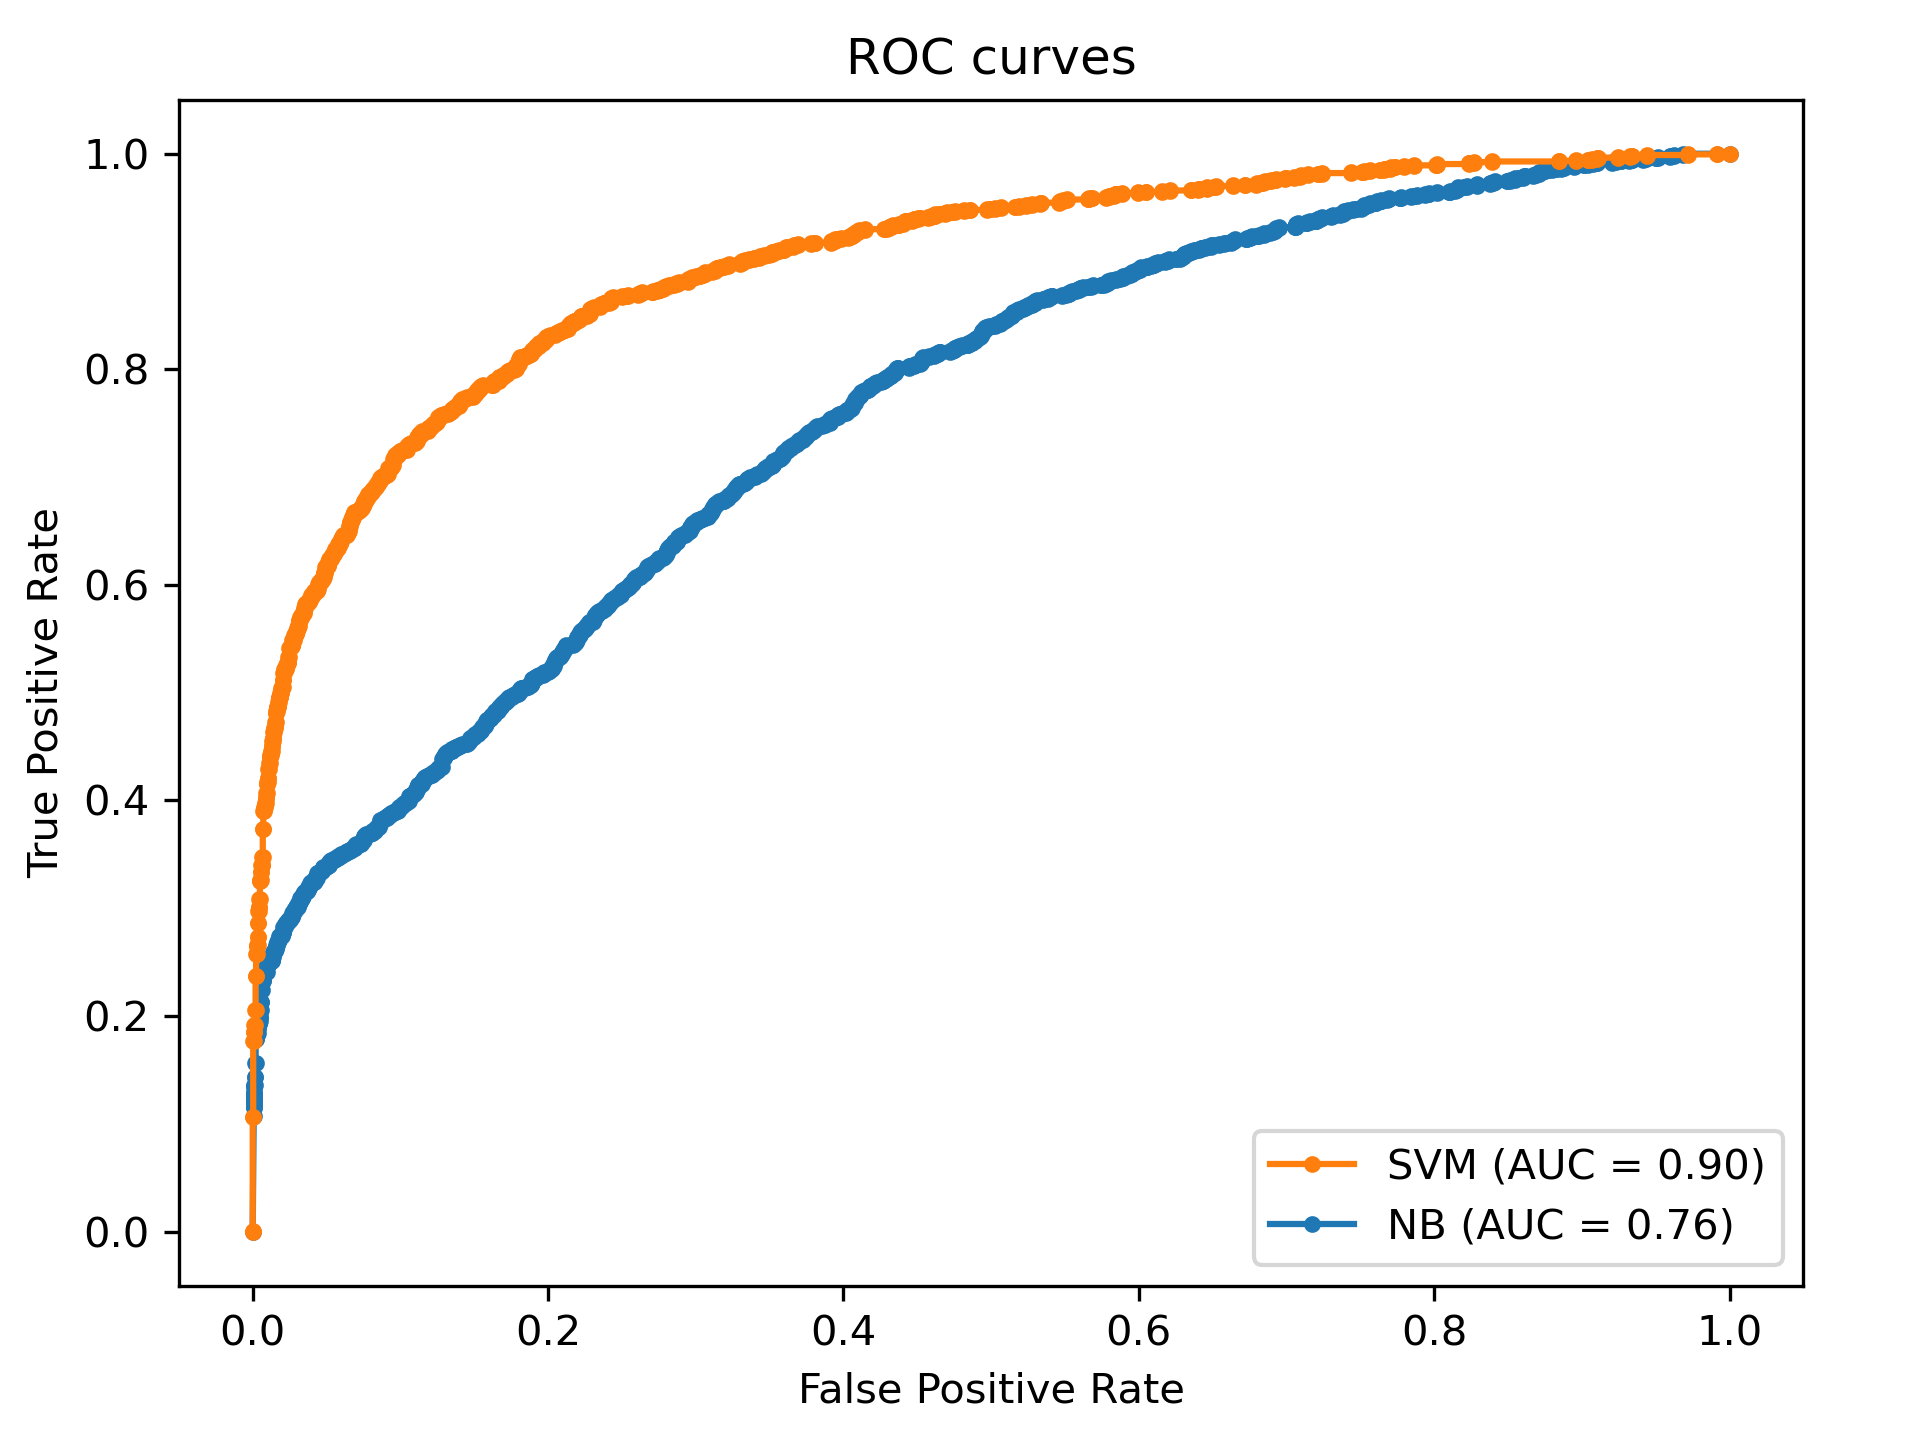 ROC curves
1.0
0.8
0.6
0.4
0.2
0.0
True Positive Rate
SVM (AUC = 0.90)
NB (AUC = 0.76)
0.0 0.2 0.4 0.6 0.8 1.0
False Positive Rate